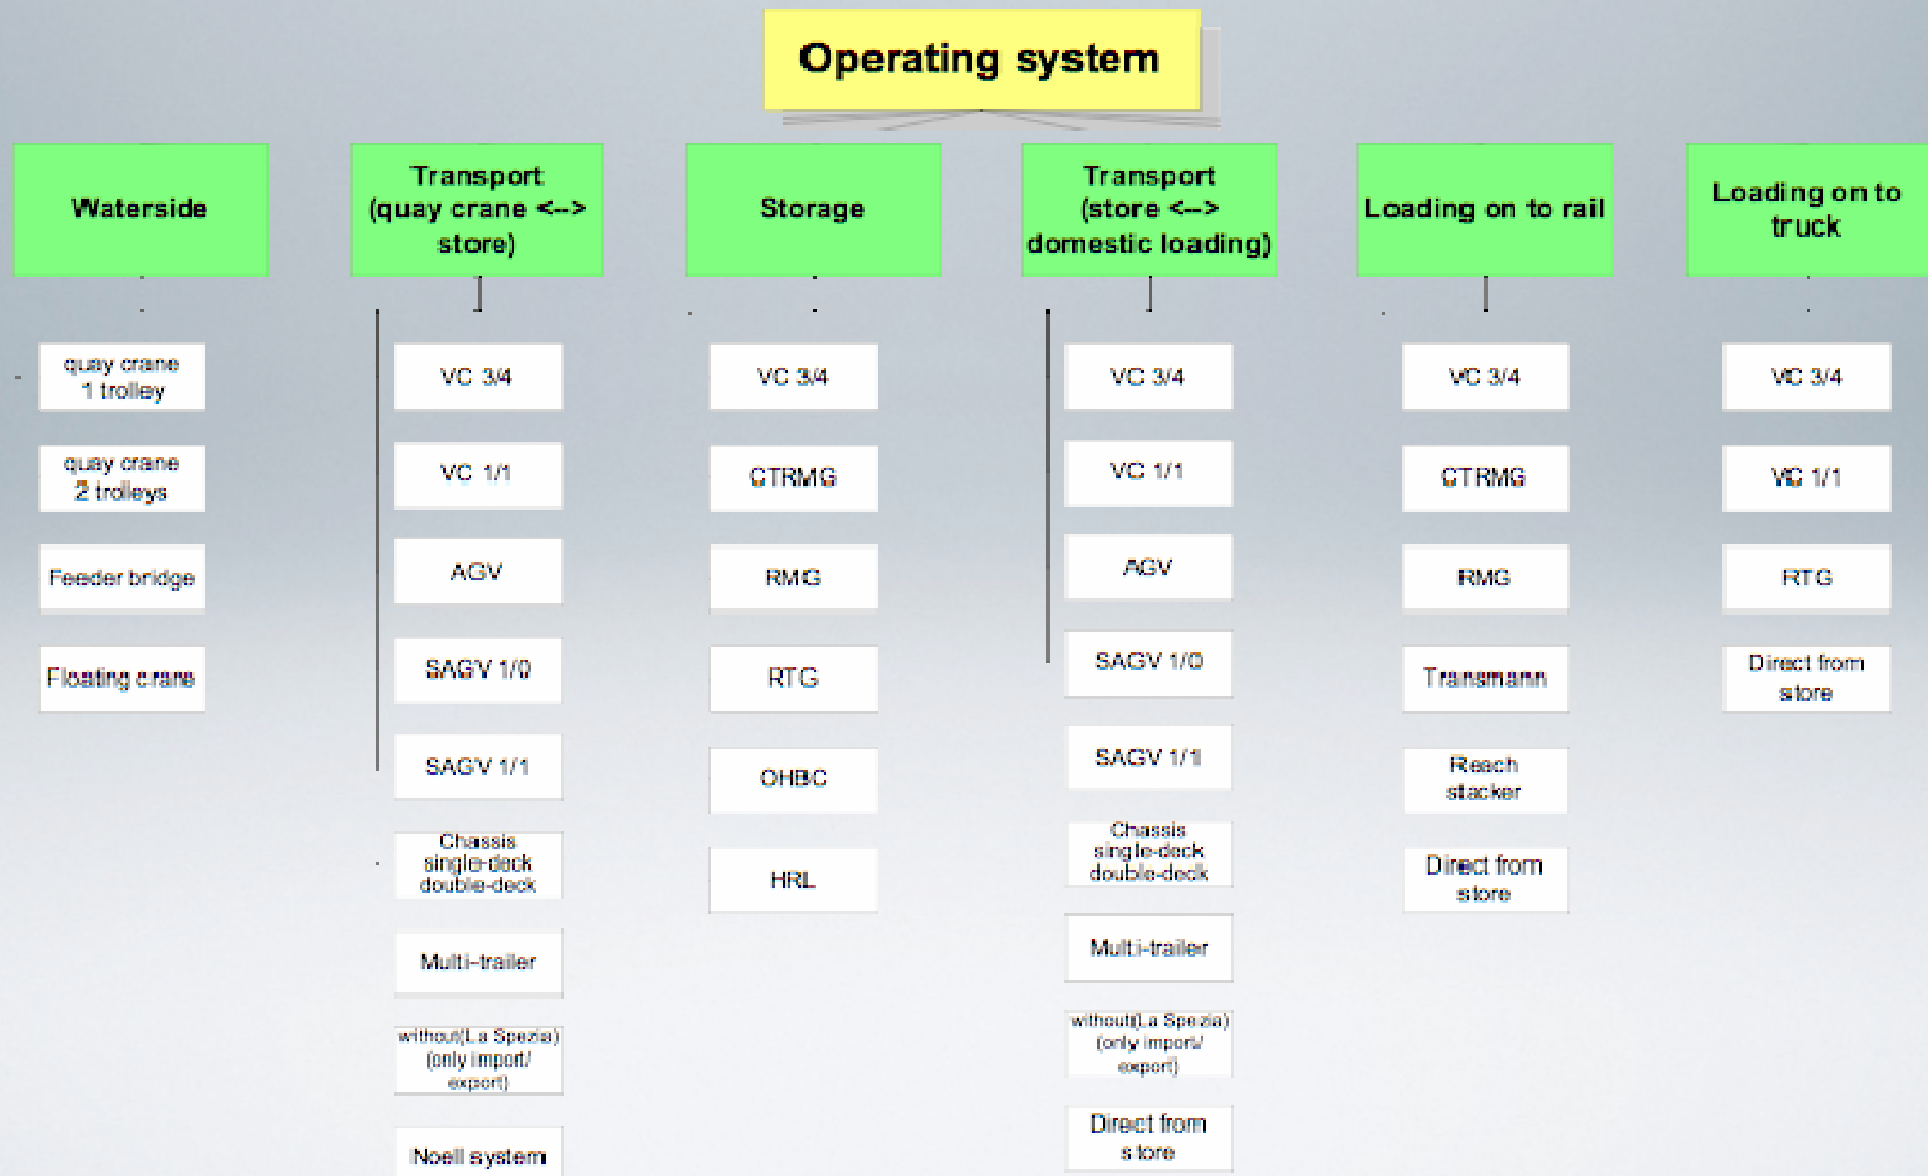 Operating system
Waterside
quay crane
1 trolley
quay crane
2 trolleys
Feeder bridge
Floating crane
Transport
(quay crane <-->
store)
VC 3/4
VC 1/1
AGV
SAGV 1/0
SAGV 1/1
Chassis
single-deck
double-deck
Multi-trailer
without(La Spezia)
(only import/
export)
Noell system
Storage
VC 3/4
CTRMG
RMG
RTG
OHBC
HRL
Transport
(store <-->
domestic loading)
VC 3/4
VC 1/1
AGV
SAGV 1/0
SAGV 1/1
Chassis
single-deck
double-deck
Multi-trailer
without(La Spezia)
(only import/
export)
Direct from
store
Loading on to rail
VC 3/4
CTRMG
RMG
Transmann
Reach
stacker
Direct from
store
Loading on to
truck
VC 3/4
VC 1/1
RTG
Direct from
store